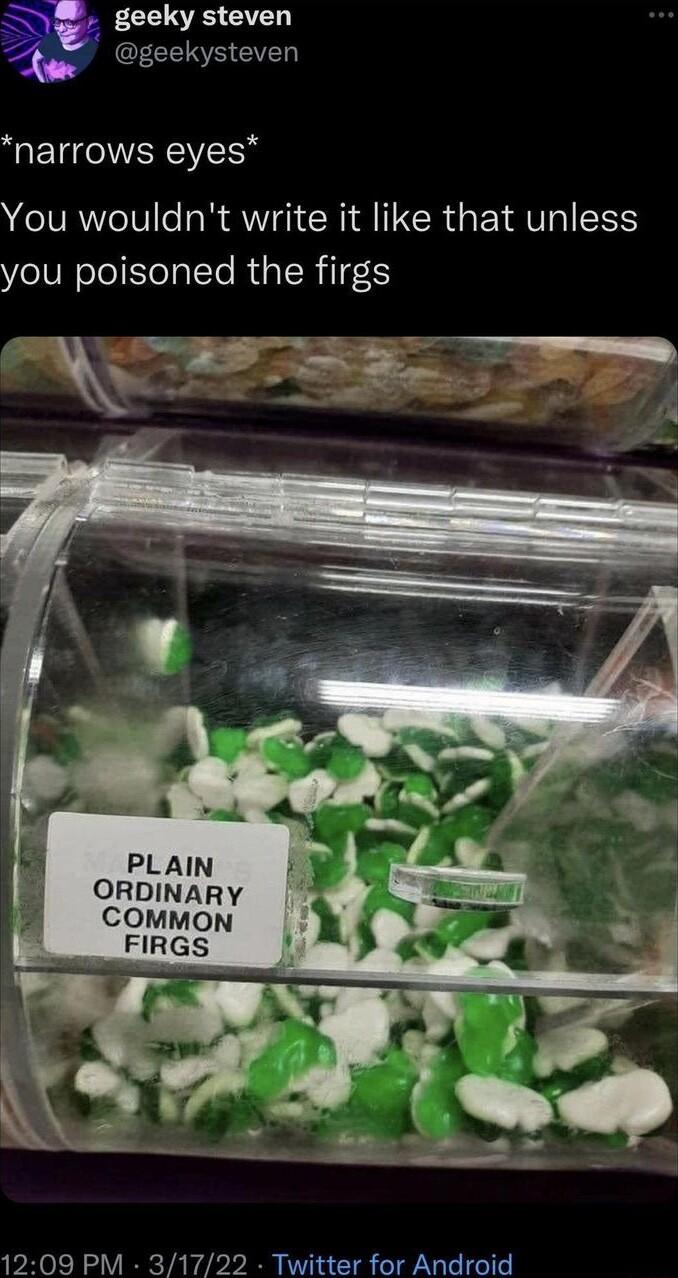 geeky steven
@geekysteven
*narrows eyes*
You wouldn't write it like that unless
you poisoned the firgs
PLAIN
ORDINARY
COMMON
FIRGS
12:09 PM · 3/17/22 · Twitter for Android